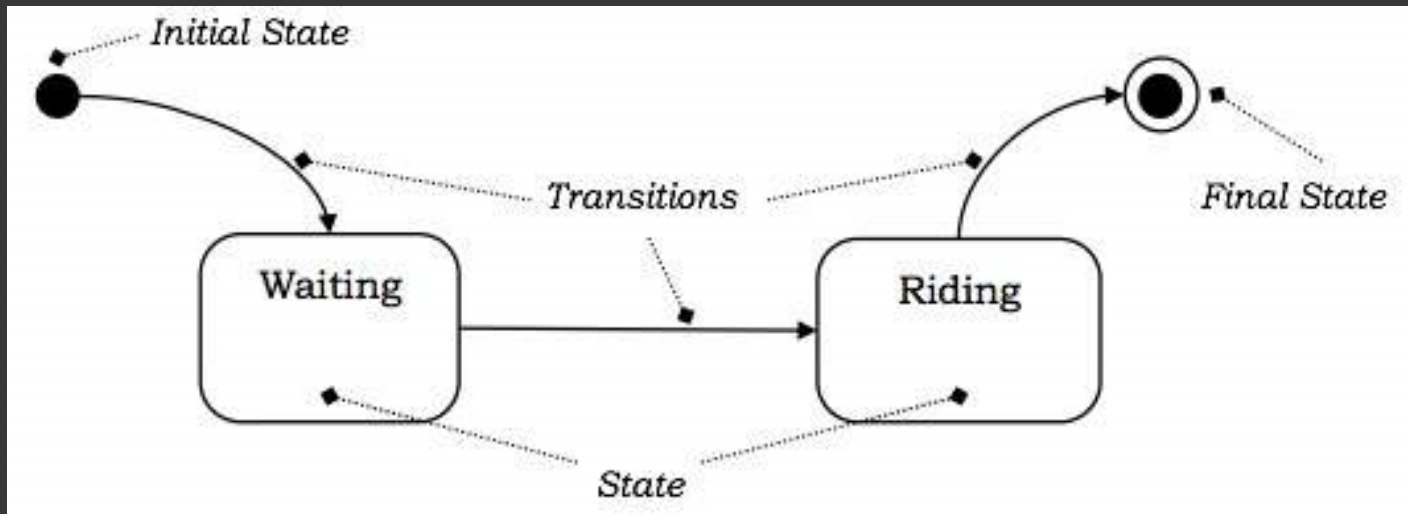 Initial State
Transitions
Final State
Waiting
Riding
State